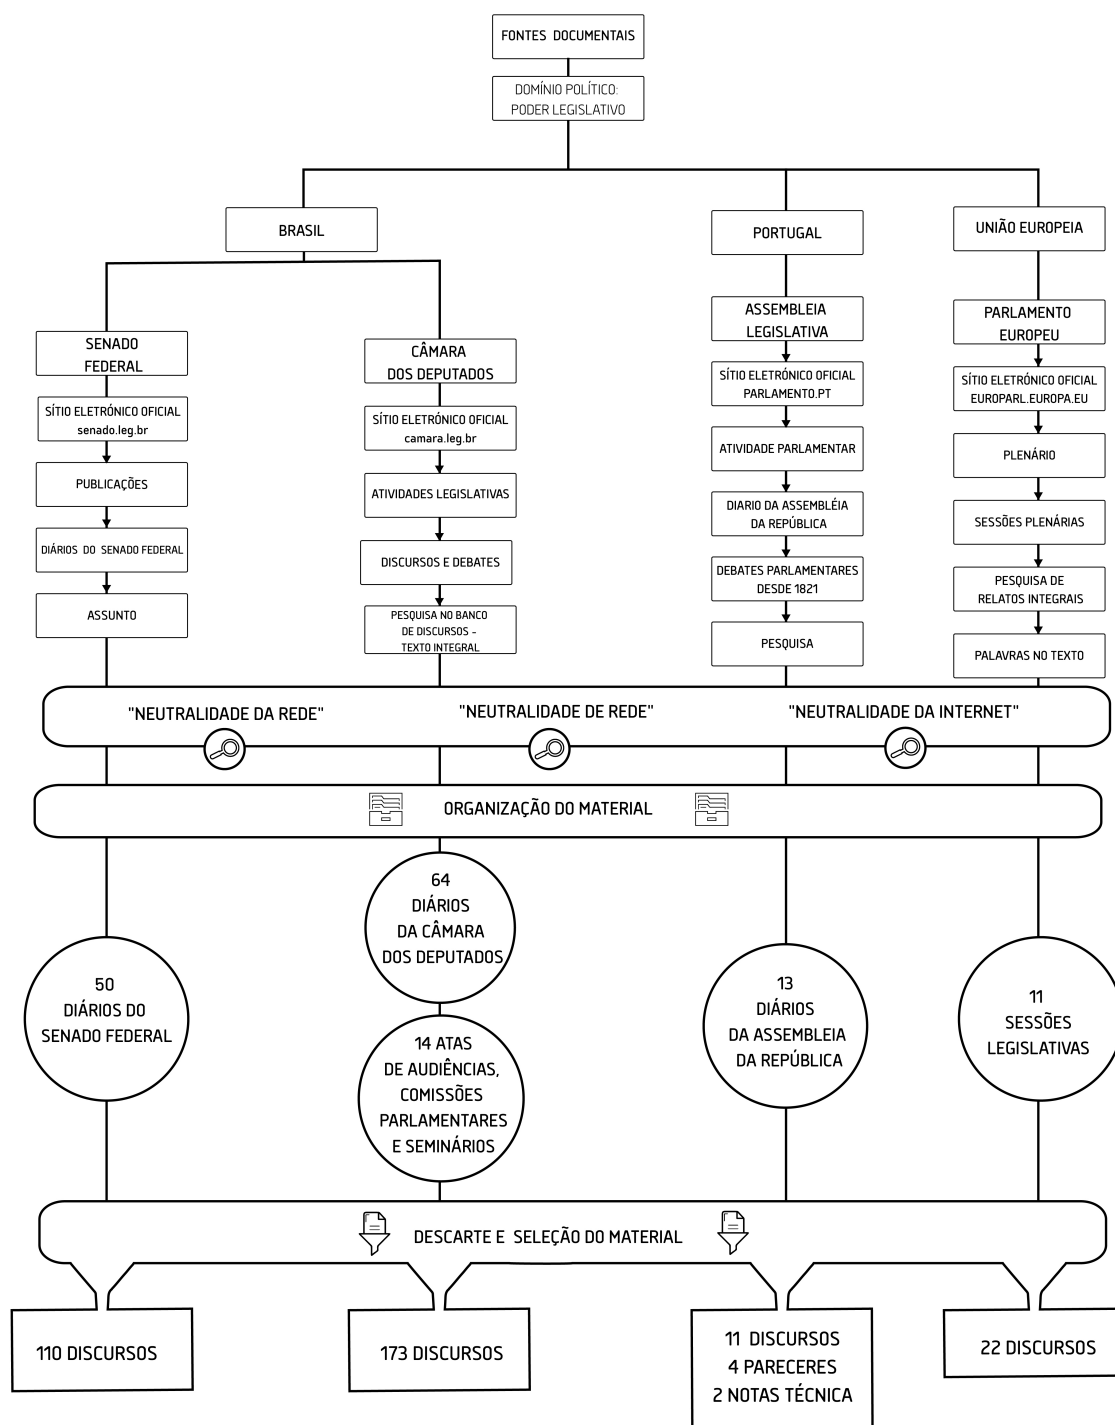 FONTES DOCUMENTAIS
DOMÍNIO POLÍTICO:
PODER LEGISLATIVO
BRASIL
PORTUGAL
UNIÃO EUROPEIA
SENADO
FEDERAL
SÍTIO ELETRÓNICO OFICIAL
senado.leg.br
PUBLICAÇÕES
DIÁRIOS DO SENADO FEDERAL
ASSUNTO
CÂMARA
DOS DEPUTADOS
SÍTIO ELETRÓNICO OFICIAL
camara.leg.br
ATIVIDADES LEGISLATIVAS
DISCURSOS E DEBATES
PESQUISA NO BANCO
DE DISCURSOS -
TEXTO INTEGRAL
ASSEMBLEIA
LEGISLATIVA
SÍTIO ELETRÓNICO OFICIAL
PARLAMENTO.PT
ATIVIDADE PARLAMENTAR
DIARIO DA ASSEMBLÉIA
DA REPÚBLICA
DEBATES PARLAMENTARES
DESDE 1821
PESQUISA
PARLAMENTO
EUROPEU
SÍTIO ELETRÓNICO OFICIAL
EUROPARL.EUROPA.EU
PLENÁRIO
SESSÕES PLENÁRIAS
PESQUISA DE
RELATOS INTEGRAIS
PALAVRAS NO TEXTO
"NEUTRALIDADE DA REDE"
"NEUTRALIDADE DE REDE"
"NEUTRALIDADE DA INTERNET"
ORGANIZAÇÃO DO MATERIAL
50
DIÁRIOS DO
SENADO FEDERAL
64
DIÁRIOS
DA CÂMARA
DOS DEPUTADOS
14 ATAS
DE AUDIÊNCIAS,
COMISSÕES
PARLAMENTARES
E SEMINÁRIOS
13
DIÁRIOS
DA ASSEMBLEIA
DA REPÚBLICA
11
SESSÕES
LEGISLATIVAS
DESCARTE E SELEÇÃO DO MATERIAL
110 DISCURSOS
173 DISCURSOS
11 DISCURSOS
4 PARECERES
2 NOTAS TÉCNICA
22 DISCURSOS